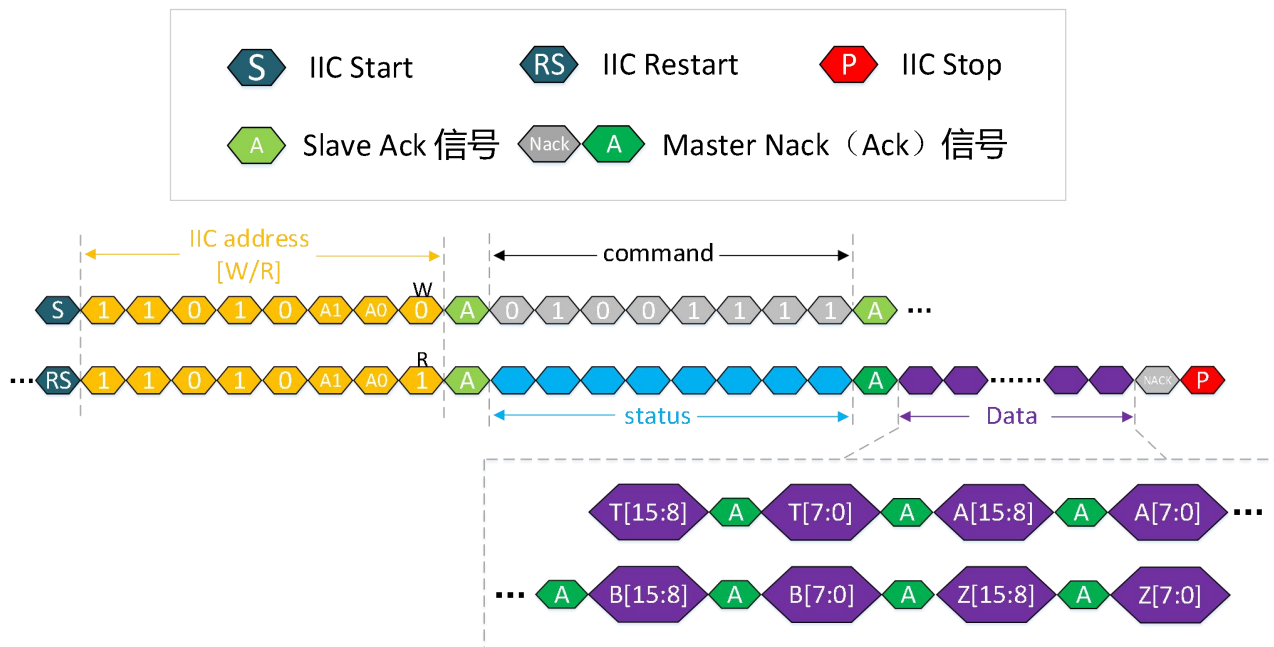 S IIC Start RS IIC Restart P IIC Stop
A Slave Ack 信号 Nack A Master Nack（Ack）信号
IIC address
[W/R]
command
W
S 1 1 0 1 0 A1 A0 0 A 0 1 0 0 1 1 1 1 A ...
R
... RS 1 1 0 1 0 A1 A0 1 A A ...... NACK P
status Data
T[15:8] A T[7:0] A A[15:8] A A[7:0] ...
... A B[15:8] A B[7:0] A Z[15:8] A Z[7:0]